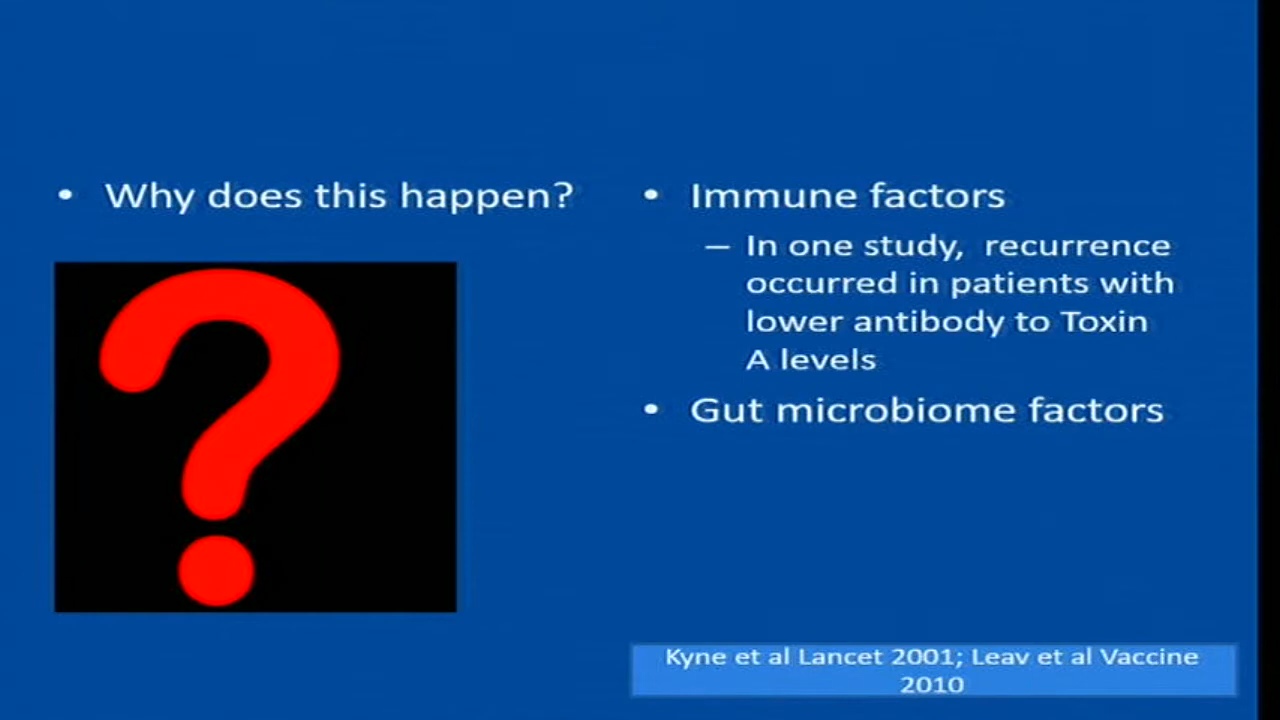 • Why does this happen?
• Immune factors
– In one study, recurrence
occurred in patients with
lower antibody to Toxin
A levels
• Gut microbiome factors
Kyne et al Lancet 2001; Leav et al Vaccine
2010